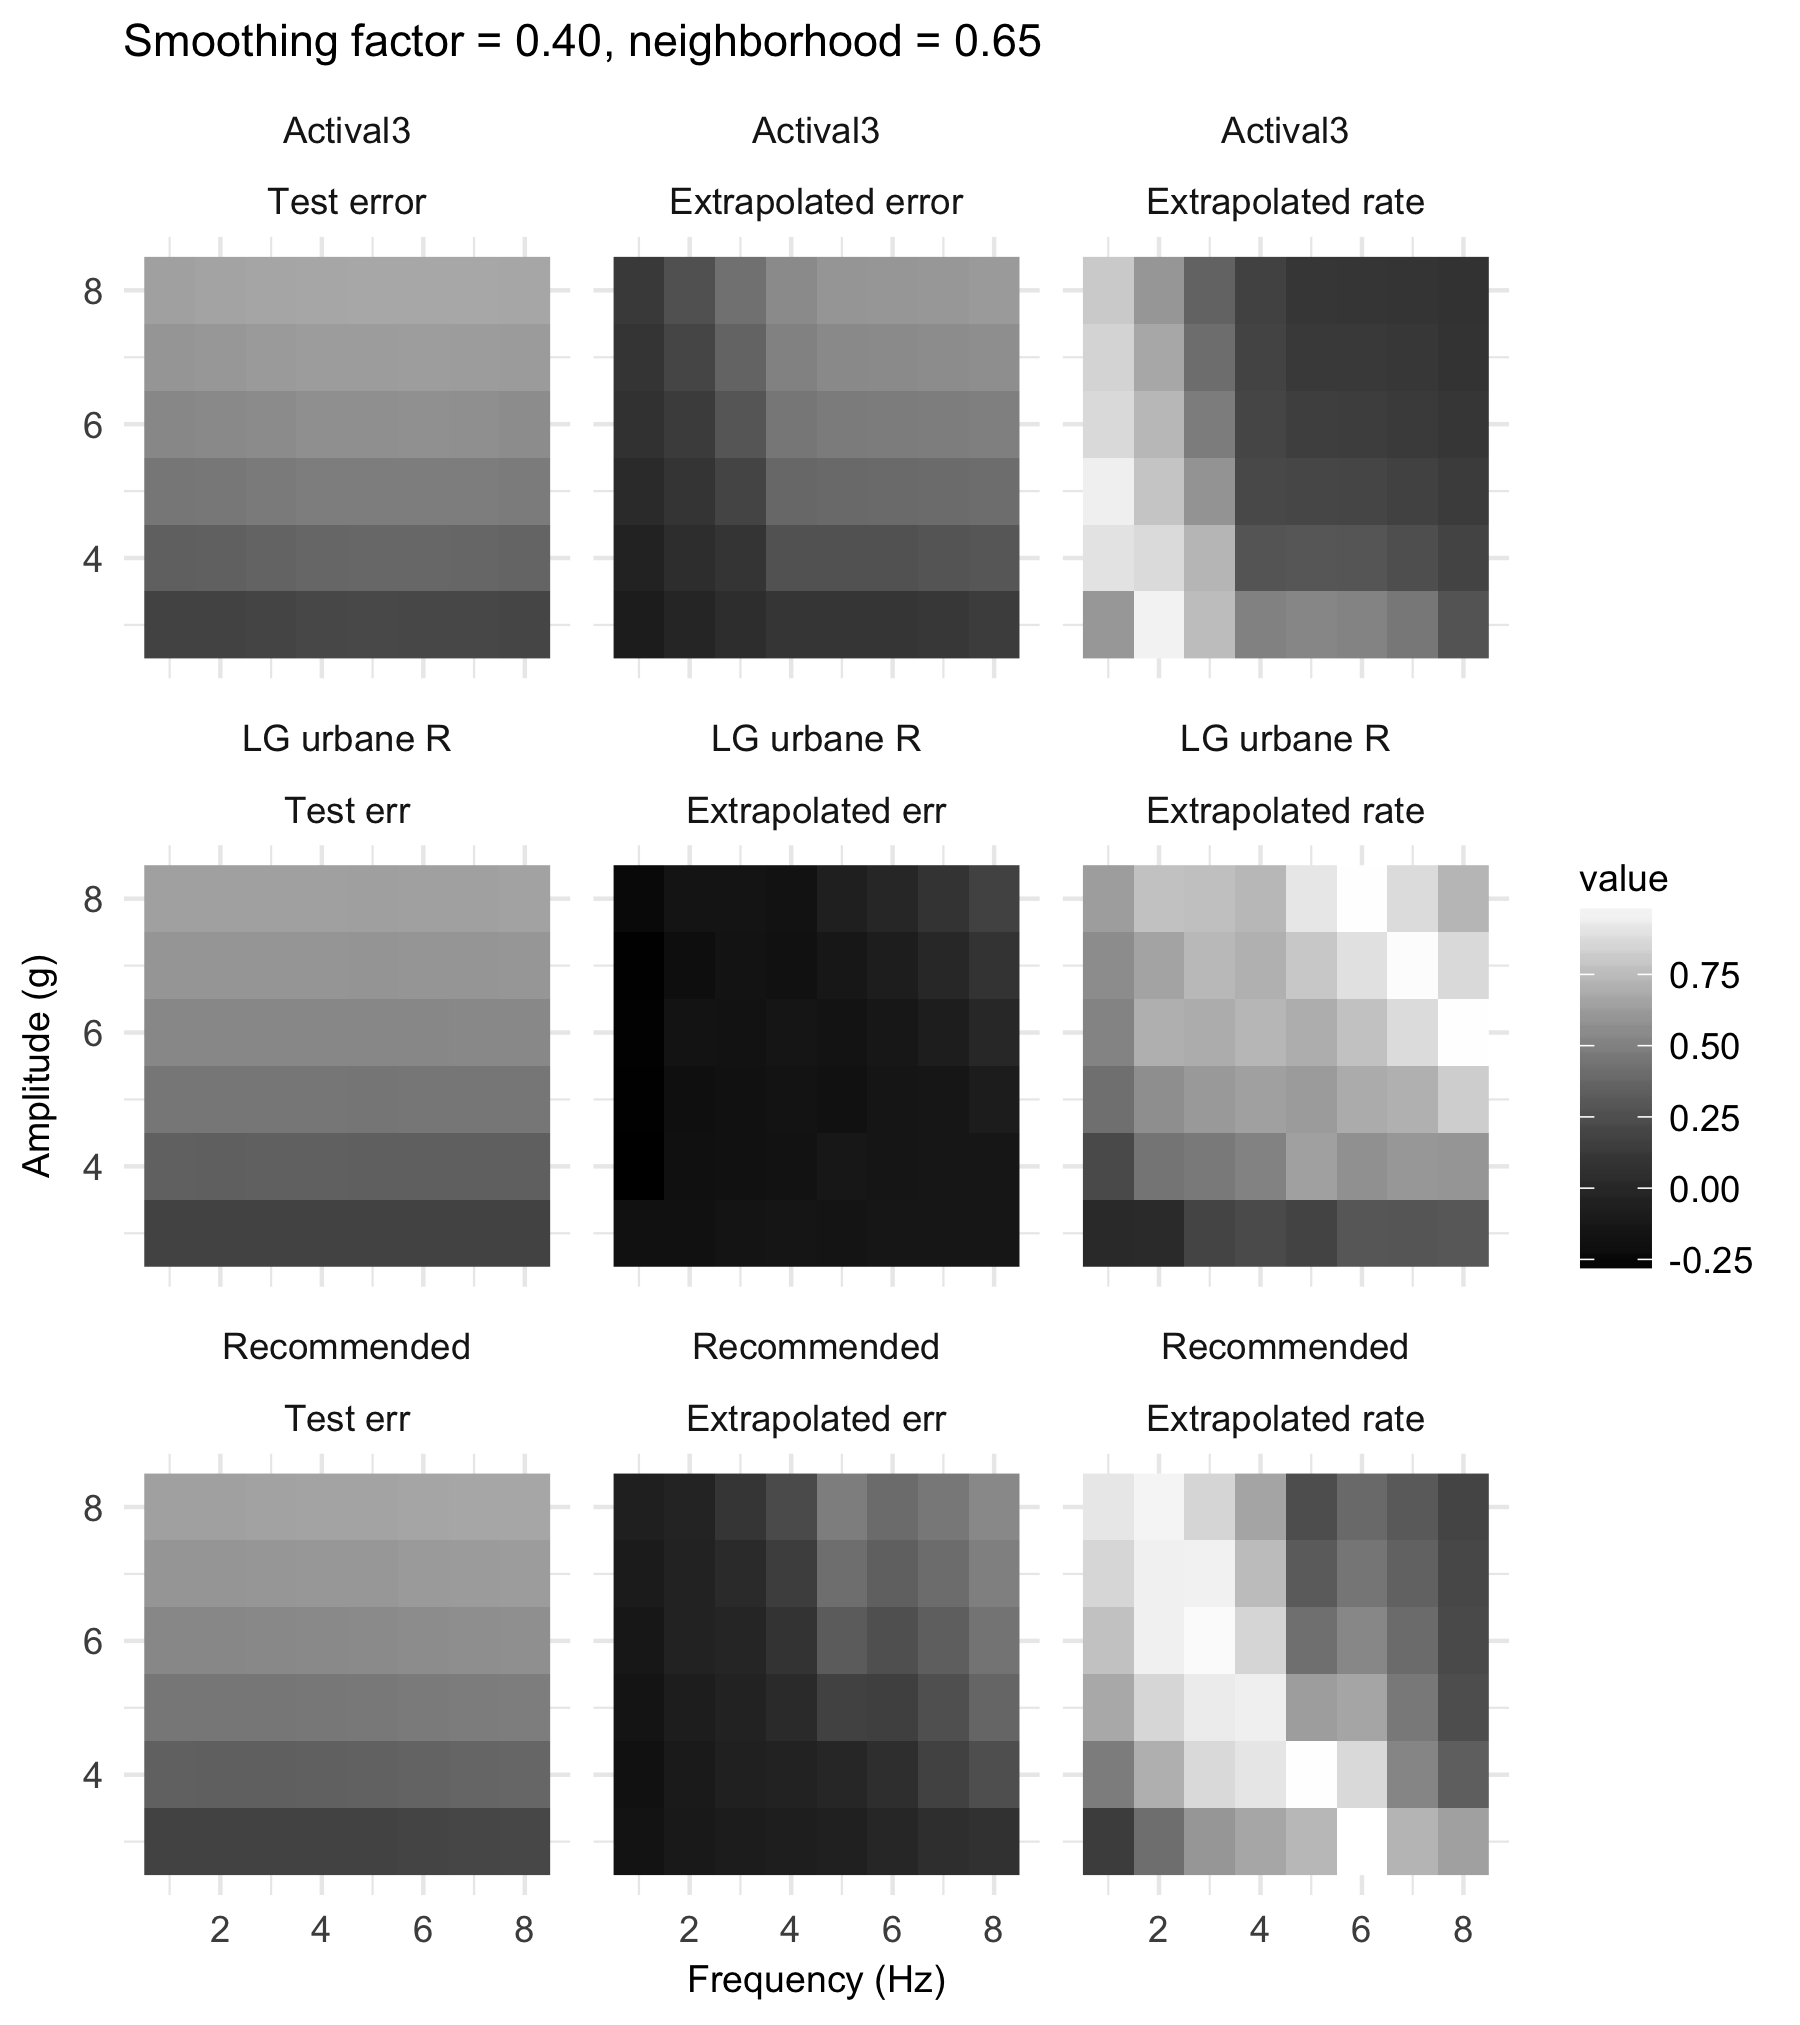 Smoothing factor = 0.40, neighborhood = 0.65
Actival3 Actival3 Actival3
Test error Extrapolated error Extrapolated rate
8
6
4
LG urbane R LG urbane R LG urbane R
Test err Extrapolated err Extrapolated rate
8
6
4
Amplitude (g)
value
0.75
0.50
0.25
0.00
-0.25
Recommended Recommended Recommended
Test err Extrapolated err Extrapolated rate
8
6
4
2 4 6 8 2 4 6 8 2 4 6 8
Frequency (Hz)